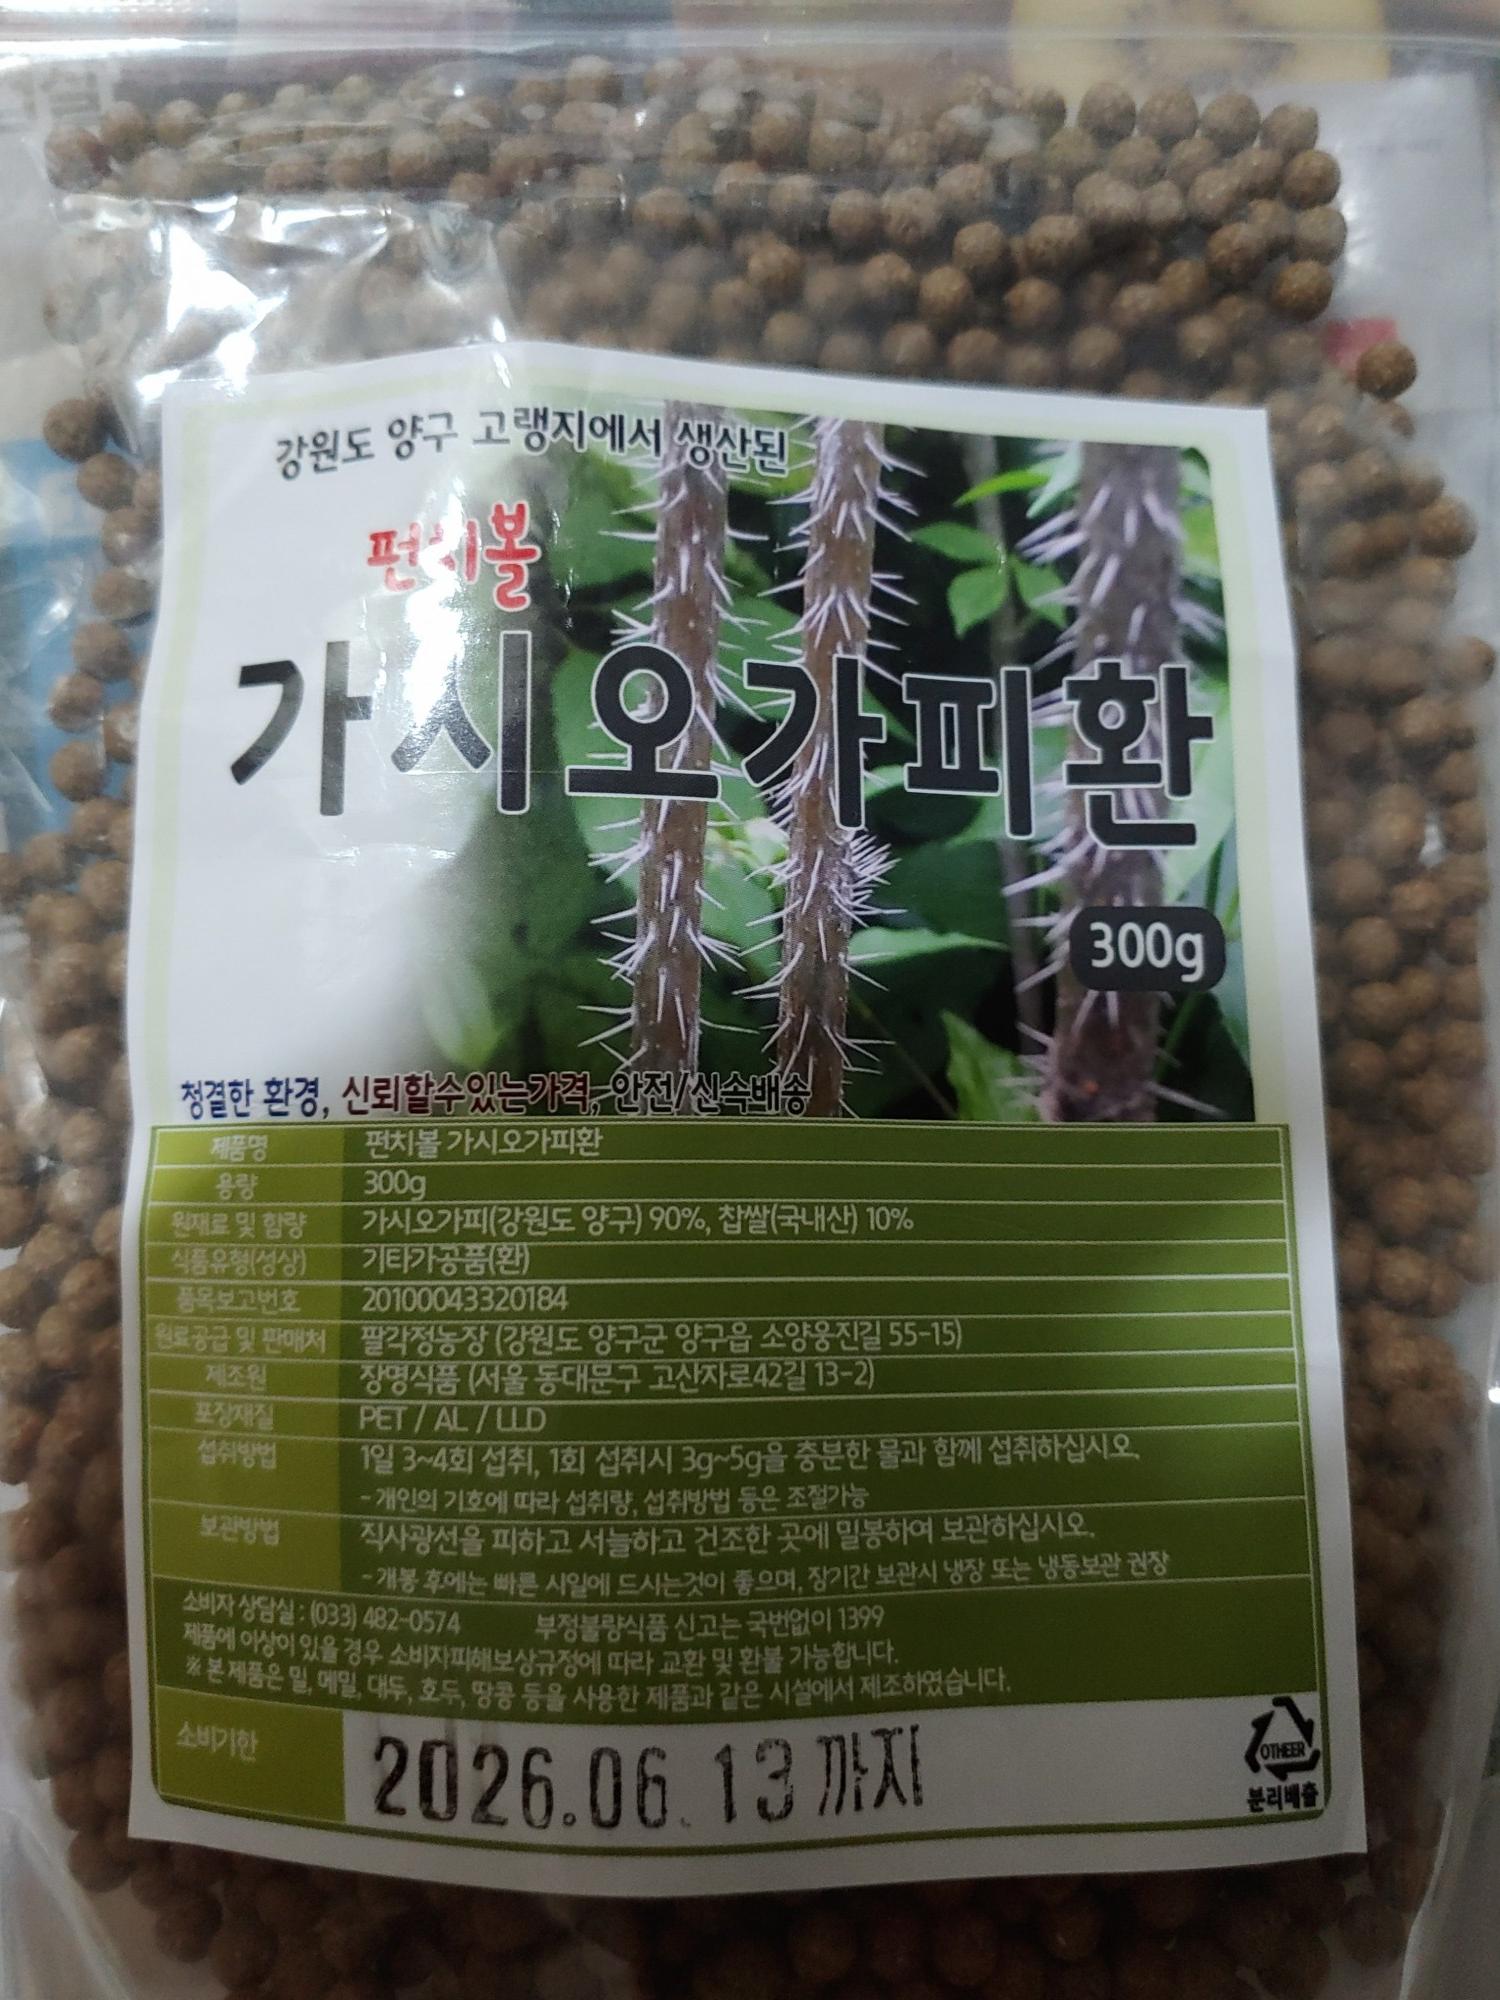 강원도 양구 고랭지에서 생산된
펀치볼
가시오가피환
300g
청결한 환경, 신뢰할수있는가격, 안전/신속배송
제품명 펀치볼 가시오가피환
용량 300g
원재료 및 함량 가시오가피(강원도 양구) 90%, 찹쌀(국내산) 10%
식품유형(성상) 기타가공품(환)
품목보고번호 20100043320184
원료공급 및 판매처 팔각정농장 (강원도 양구군 양구읍 소양웅진길 55-15)
제조원 장명식품 (서울 동대문구 고산자로42길 13-2)
포장재질 PET / AL / LLD
섭취방법 1일 3~4회 섭취, 1회 섭취시 3g~5g을 충분한 물과 함께 섭취하십시오.
- 개인의 기호에 따라 섭취량, 섭취방법 등은 조절가능
보관방법 직사광선을 피하고 서늘하고 건조한 곳에 밀봉하여 보관하십시오.
- 개봉 후에는 빠른 시일에 드시는것이 좋으며, 장기간 보관시 냉장 또는 냉동보관 권장
소비자 상담실 : (033) 482-0574 부정불량식품 신고는 국번없이 1399
제품에 이상이 있을 경우 소비자피해보상규정에 따라 교환 및 환불 가능합니다.
※ 본 제품은 밀, 메밀, 대두, 호두, 땅콩 등을 사용한 제품과 같은 시설에서 제조하였습니다.
소비기한 2026.06.13 까지
OTHEER
분리배출